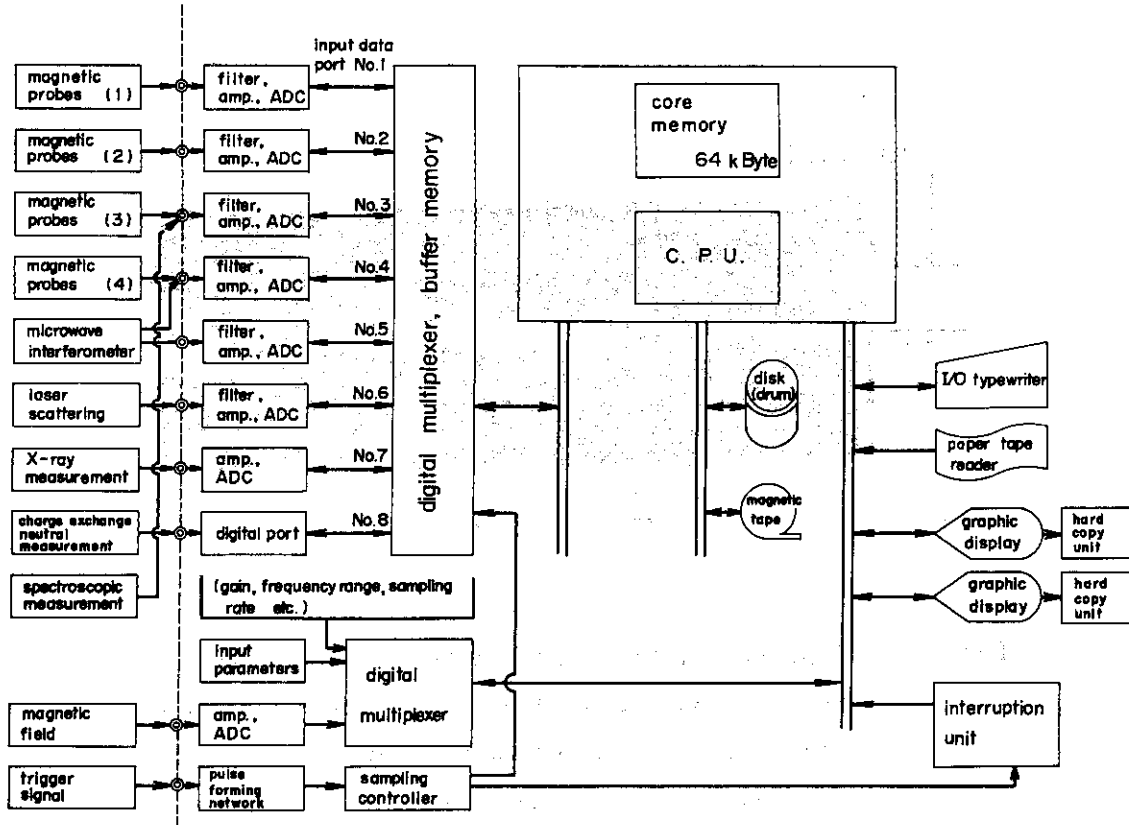 input data
port No.1
magnetic
probes (1)
filter,
amp., ADC
magnetic
probes (2)
filter,
amp., ADC
No.2
magnetic
probes (3)
filter,
amp., ADC
No.3
magnetic
probes (4)
filter,
amp., ADC
No.4
microwave
interferometer
filter,
amp., ADC
No.5
laser
scattering
filter,
amp., ADC
No.6
X-ray
measurement
amp.,
ADC
No.7
charge exchange
neutral
measurement
digital port
No.8
spectroscopic
measurement
(gain, frequency range, sampling
rate etc.)
input
parameters
digital
multiplexer
magnetic
field
amp.,
ADC
trigger
signal
pulse
forming
network
sampling
controller
digital multiplexer, buffer memory
core
memory
64 k Byte
C. P. U.
disk
(drum)
magnetic
tape
I/O typewriter
paper tape
reader
graphic
display
hard
copy
unit
graphic
display
hard
copy
unit
interruption
unit